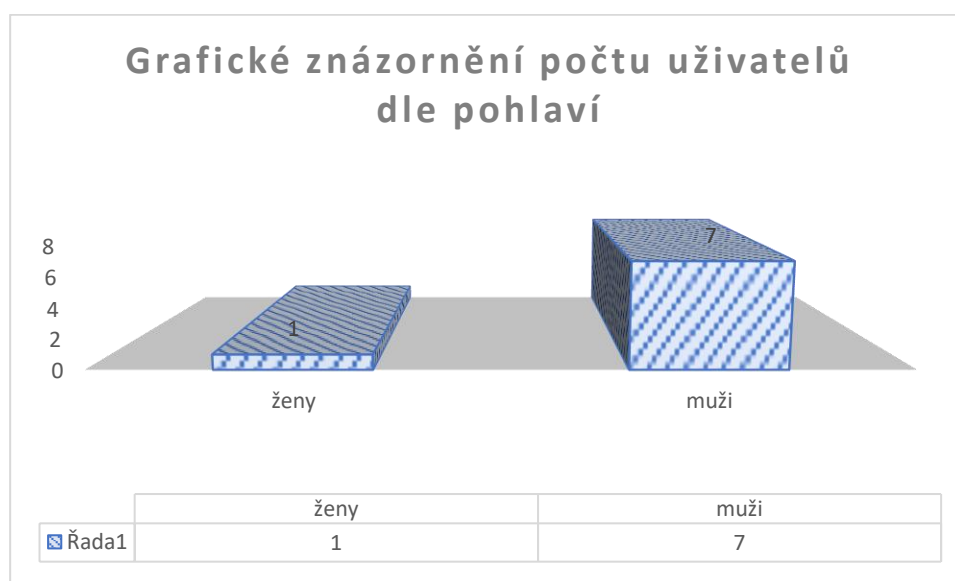 Grafické znázornění počtu uživatelů
dle pohlaví
8
6
4
2
0
1
7
ženy
muži
ženy
muži
Řada1
1
7